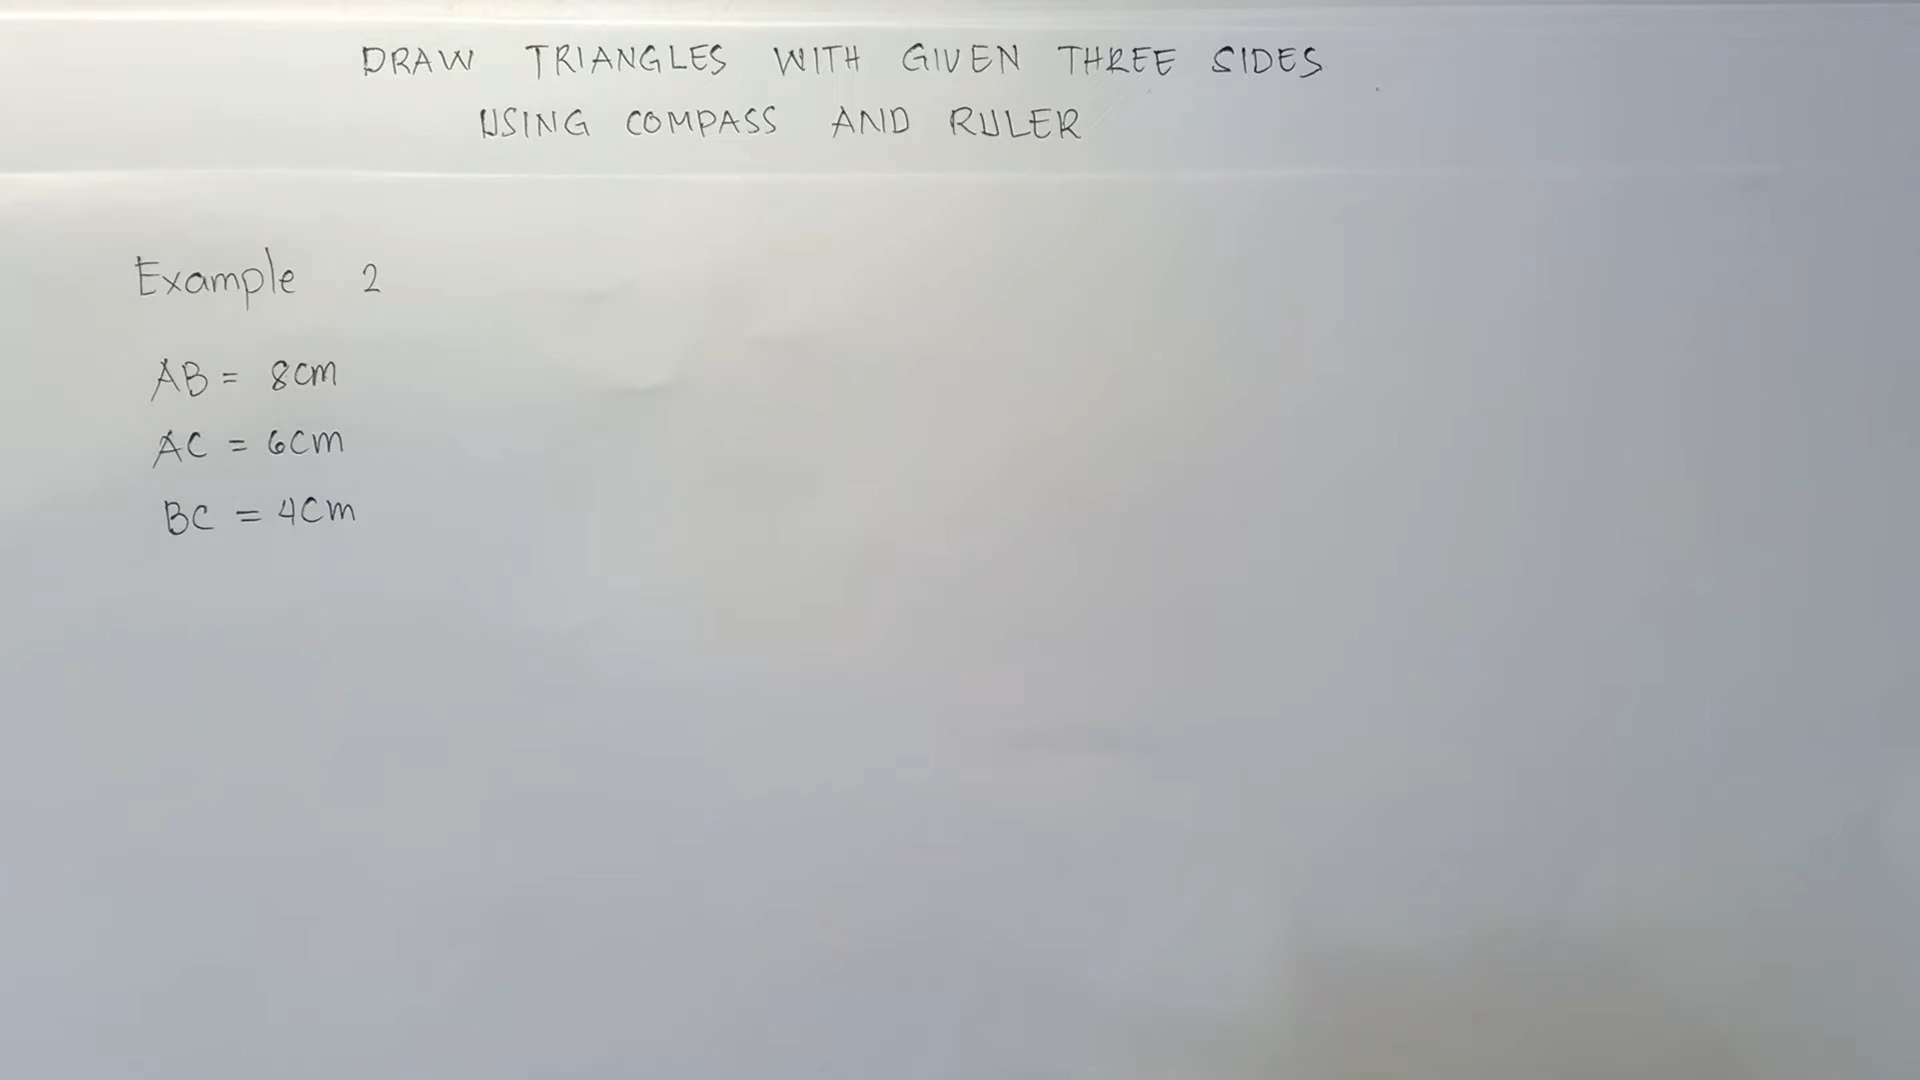 DRAW TRIANGLES WITH GIVEN THREE SIDES
USING COMPASS AND RULER
Example 2
AB = 8cm
AC = 6cm
BC = 4cm